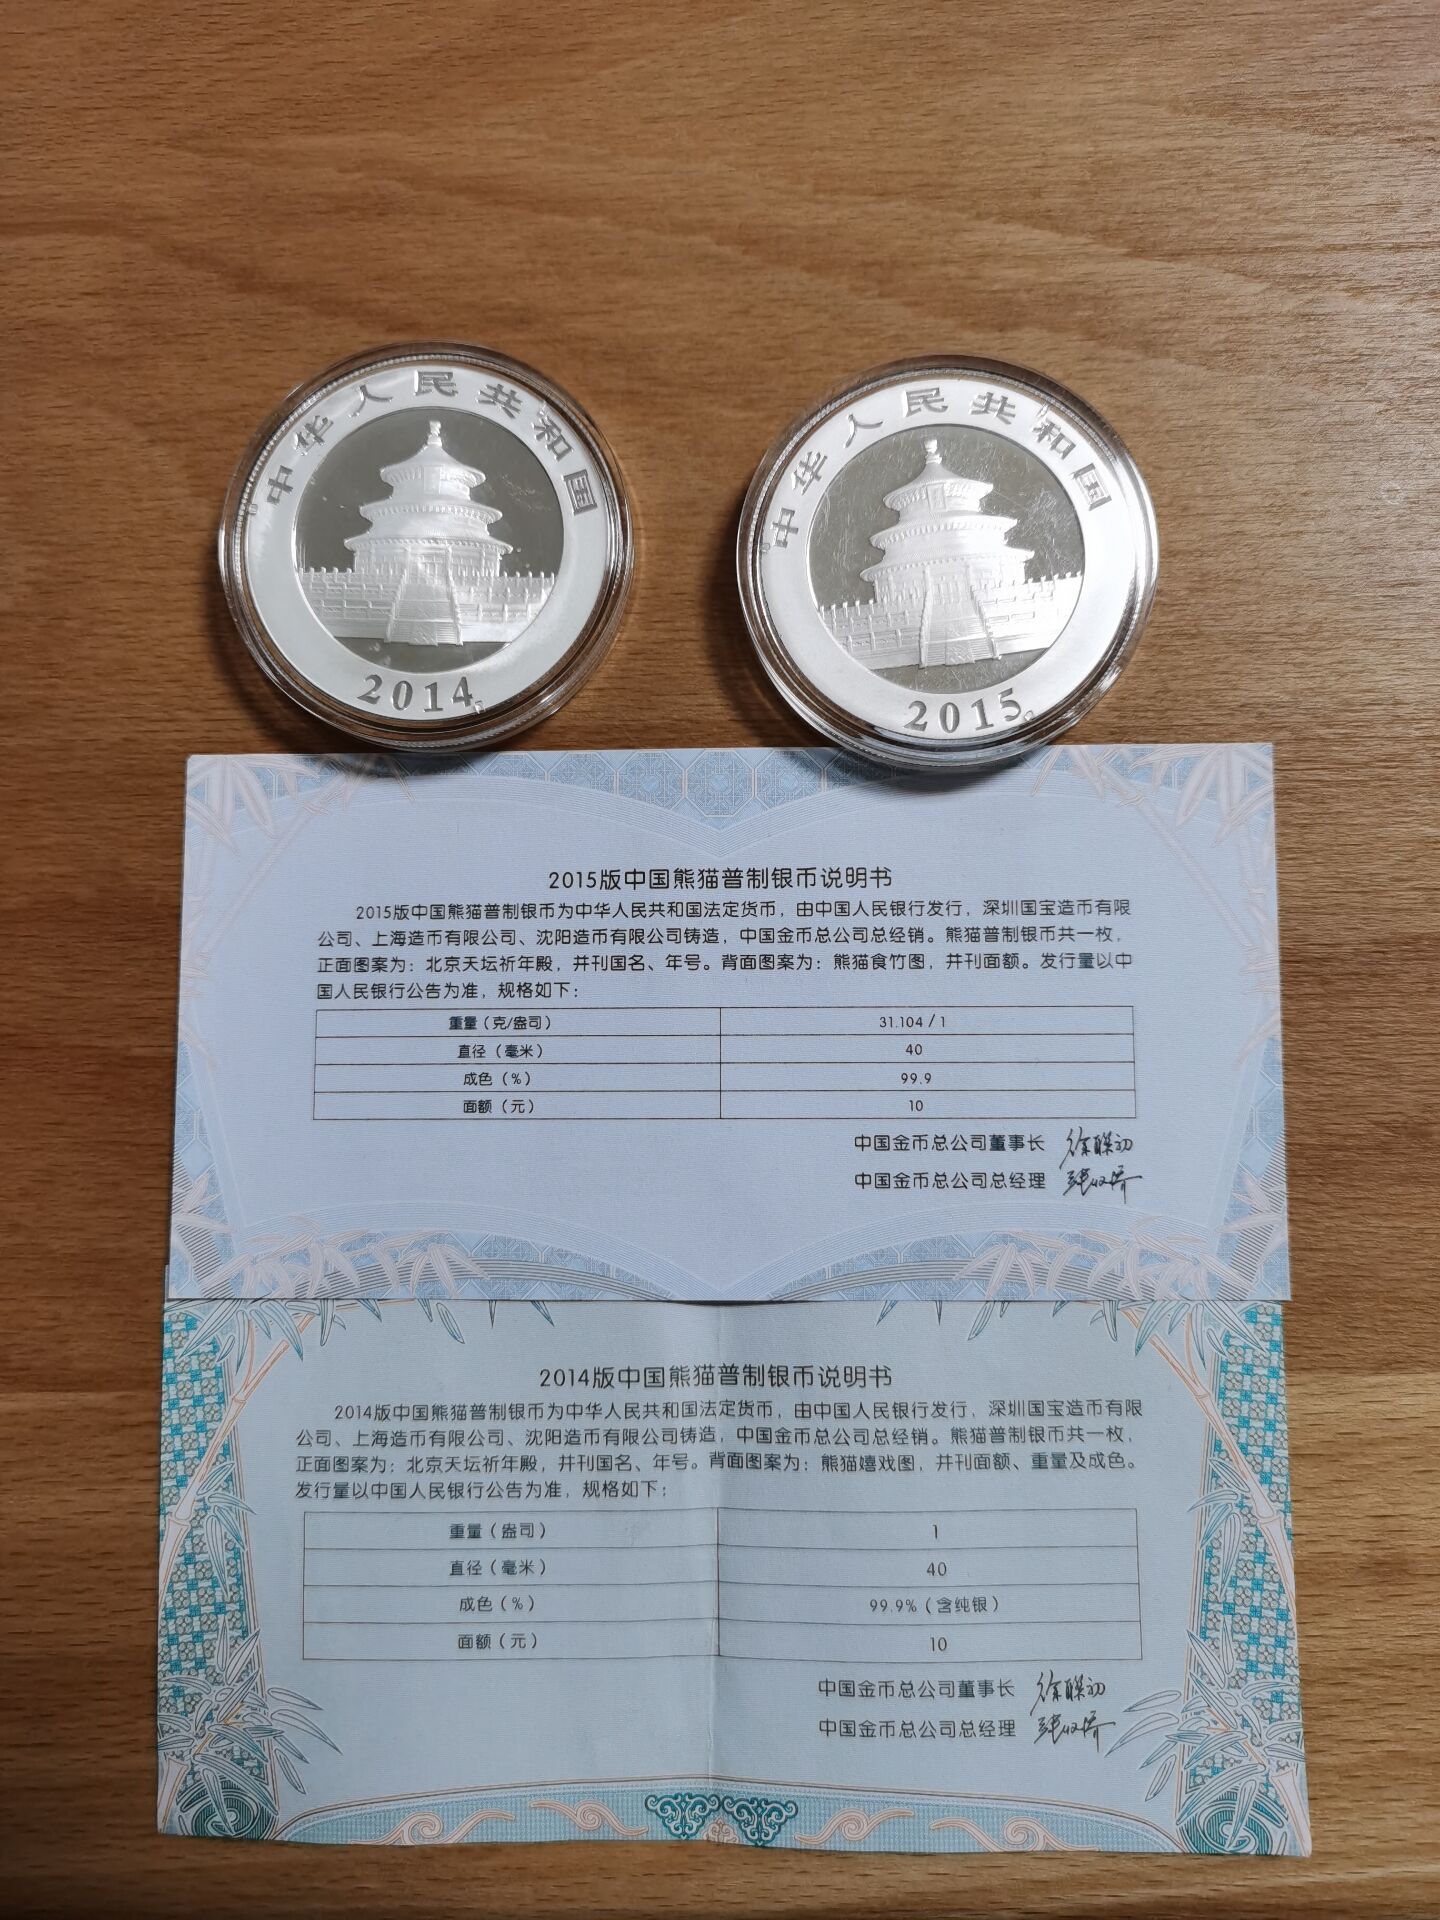 中华人民共和国
2014
中华人民共和国
2015
2015版中国熊猫普制银币说明书
2015版中国熊猫普制银币为中华人民共和国法定货币，由中国人民银行发行，深圳国宝造币有限
公司、上海造币有限公司、沈阳造币有限公司铸造，中国金币总公司总经销。熊猫普制银币共一枚，
正面图案为：北京天坛祈年殿，并刊国名、年号。背面图案为：熊猫食竹图，并刊面额。发行量以中
国人民银行公告为准，规格如下：
重量（克/盎司） 31.104 / 1
直径（毫米） 40
成色（%） 99.9
面额（元） 10
中国金币总公司董事长
中国金币总公司总经理
2014版中国熊猫普制银币说明书
2014版中国熊猫普制银币为中华人民共和国法定货币，由中国人民银行发行，深圳国宝造币有限
公司、上海造币有限公司、沈阳造币有限公司铸造，中国金币总公司总经销。熊猫普制银币共一枚，
正面图案为：北京天坛祈年殿，并刊国名、年号。背面图案为：熊猫嬉戏图，并刊面额、重量及成色。
发行量以中国人民银行公告为准，规格如下：
重量（盎司） 1
直径（毫米） 40
成色（%） 99.9%（含纯银）
面额（元） 10
中国金币总公司董事长
中国金币总公司总经理